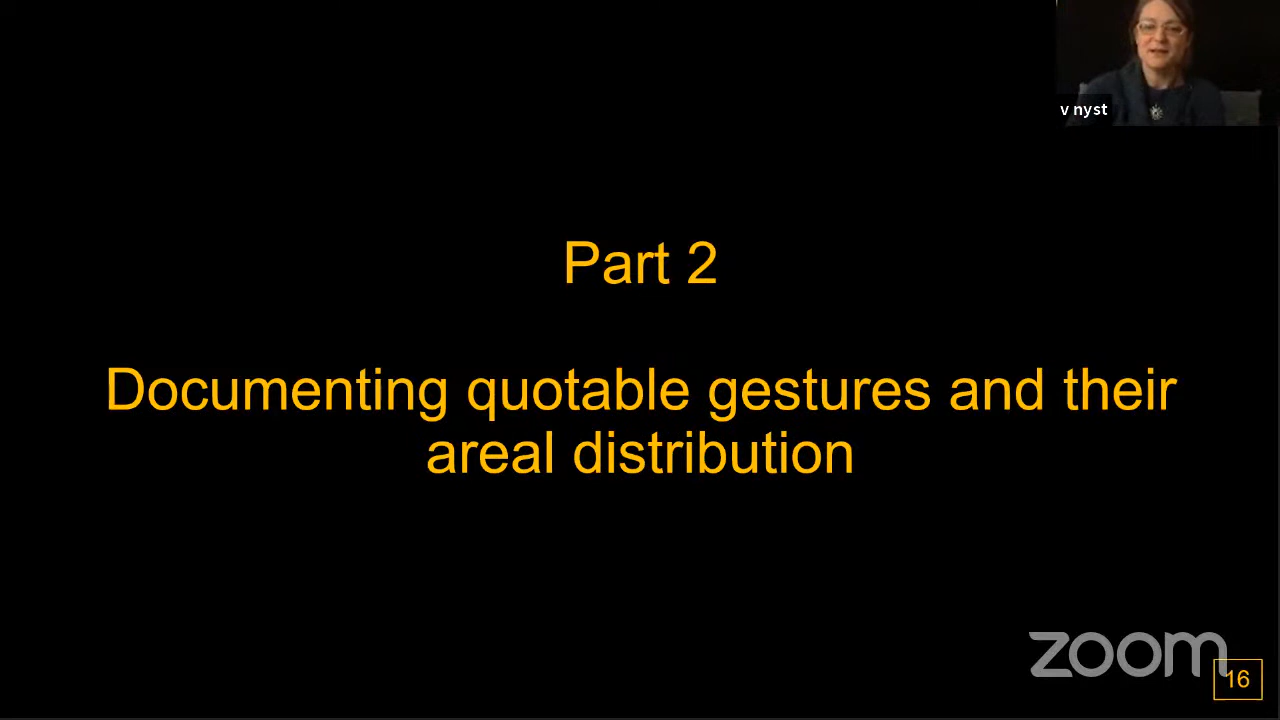 v nyst
Part 2
Documenting quotable gestures and their
areal distribution
zoom
16